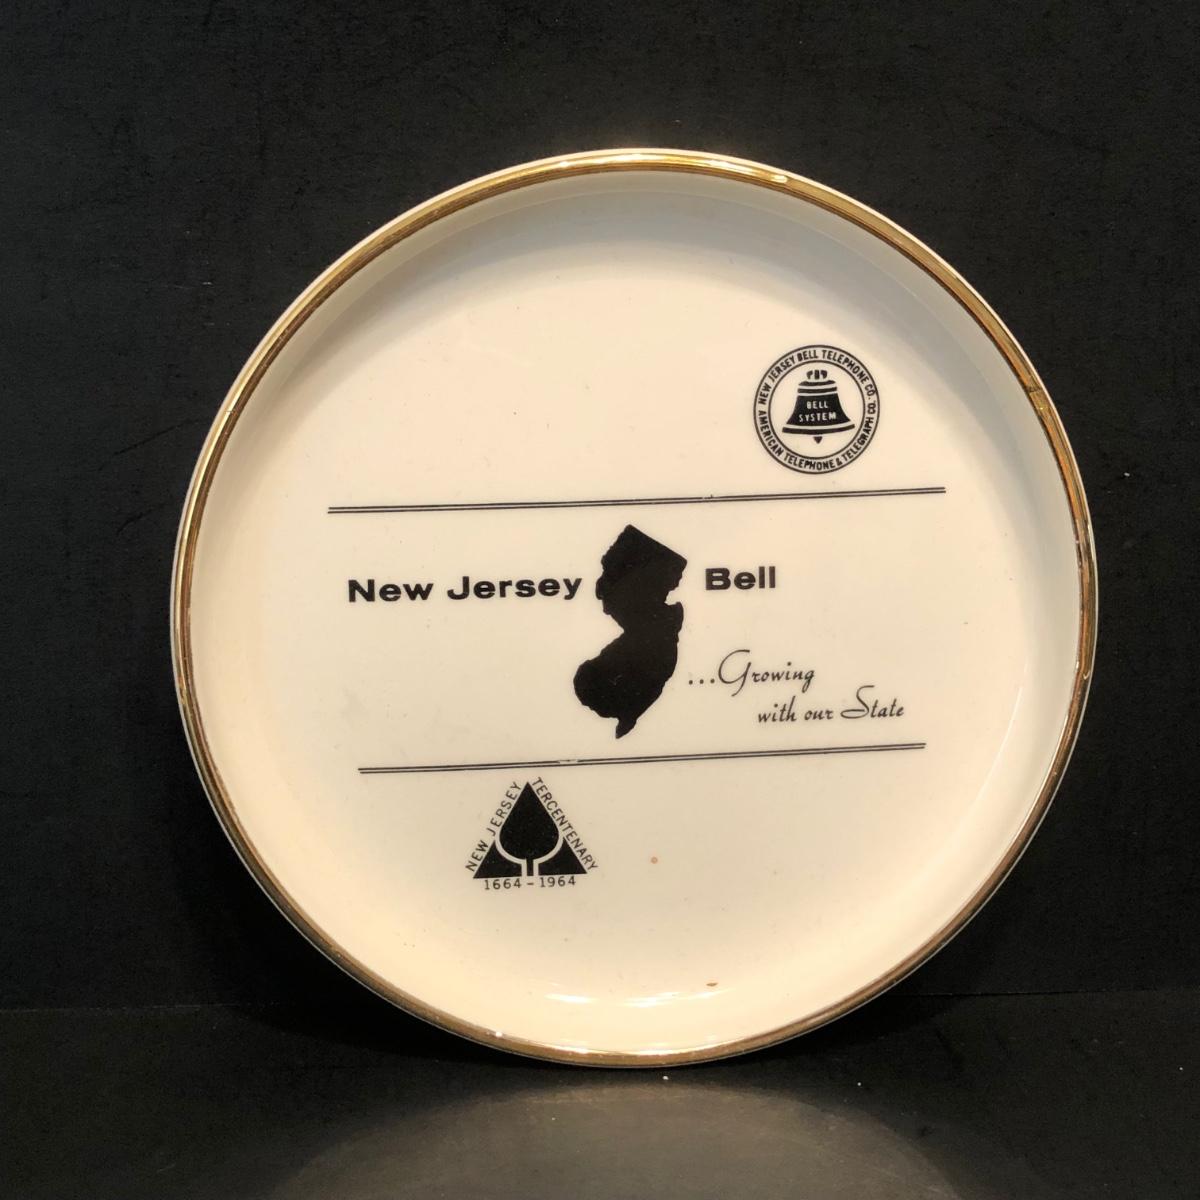 NEW JERSEY BELL TELEPHONE CO.
AMERICAN TELEPHONE & TELEGRAPH CO.
BELL
SYSTEM
New Jersey Bell
...Growing
with our State
NEW JERSEY TERCENTENARY
1664-1964